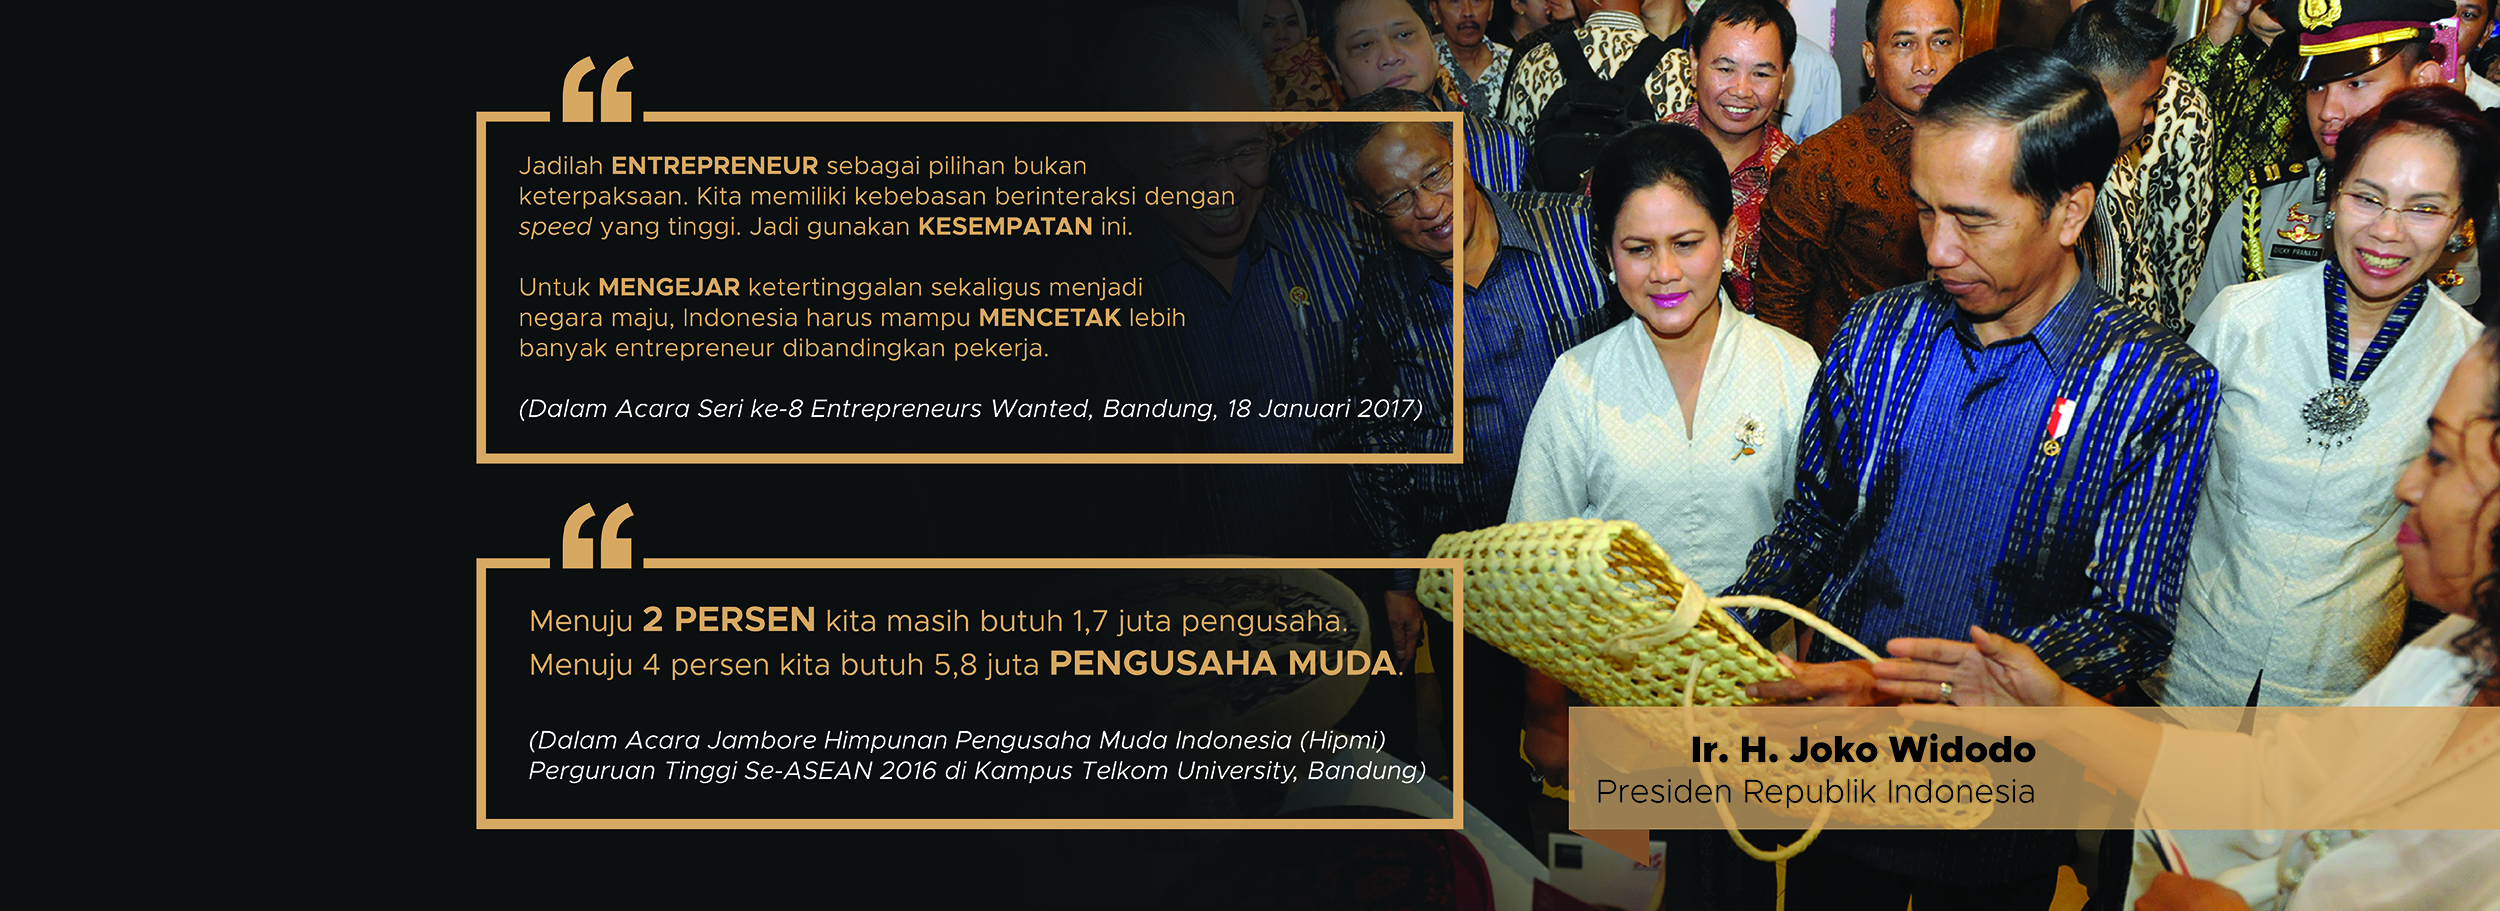 Jadilah ENTREPRENEUR sebagai pilihan bukan
keterpaksaan. Kita memiliki kebebasan berinteraksi dengan
speed yang tinggi. Jadi gunakan KESEMPATAN ini.
Untuk MENGEJAR ketertinggalan sekaligus menjadi
negara maju, Indonesia harus mampu MENCETAK lebih
banyak entrepreneur dibandingkan pekerja.
(Dalam Acara Seri ke-8 Entrepreneurs Wanted, Bandung, 18 Januari 2017)
Menuju 2 PERSEN kita masih butuh 1,7 juta pengusaha.
Menuju 4 persen kita butuh 5,8 juta PENGUSAHA MUDA.
(Dalam Acara Jambore Himpunan Pengusaha Muda Indonesia (Hipmi)
Perguruan Tinggi Se-ASEAN 2016 di Kampus Telkom University, Bandung)
DICKY PRANATA
Ir. H. Joko Widodo
Presiden Republik Indonesia